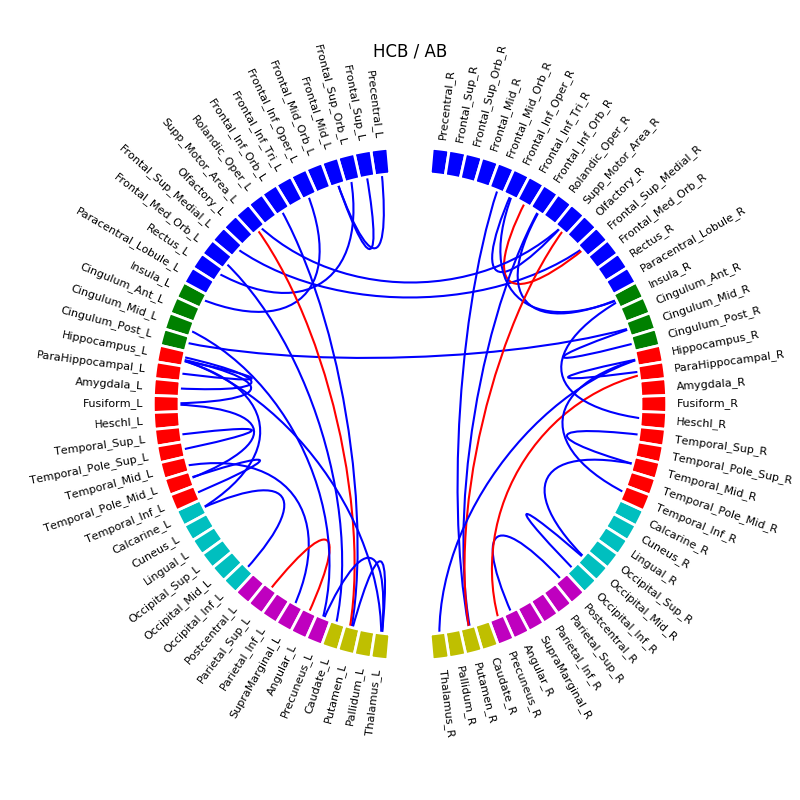 HCB / AB
Precentral_L
Frontal_Sup_L
Frontal_Sup_Orb_L
Frontal_Mid_L
Frontal_Mid_Orb_L
Frontal_Inf_Oper_L
Frontal_Inf_Tri_L
Frontal_Inf_Orb_L
Rolandic_Oper_L
Supp_Motor_Area_L
Olfactory_L
Frontal_Sup_Medial_L
Frontal_Med_Orb_L
Rectus_L
Paracentral_Lobule_L
Insula_L
Cingulum_Ant_L
Cingulum_Mid_L
Cingulum_Post_L
Hippocampus_L
ParaHippocampal_L
Amygdala_L
Fusiform_L
Heschl_L
Temporal_Sup_L
Temporal_Pole_Sup_L
Temporal_Mid_L
Temporal_Pole_Mid_L
Temporal_Inf_L
Calcarine_L
Cuneus_L
Lingual_L
Occipital_Sup_L
Occipital_Mid_L
Occipital_Inf_L
Postcentral_L
Parietal_Sup_L
Parietal_Inf_L
SupraMarginal_L
Angular_L
Precuneus_L
Caudate_L
Putamen_L
Pallidum_L
Thalamus_L
Precentral_R
Frontal_Sup_R
Frontal_Sup_Orb_R
Frontal_Mid_R
Frontal_Mid_Orb_R
Frontal_Inf_Oper_R
Frontal_Inf_Tri_R
Frontal_Inf_Orb_R
Rolandic_Oper_R
Supp_Motor_Area_R
Olfactory_R
Frontal_Sup_Medial_R
Frontal_Med_Orb_R
Rectus_R
Paracentral_Lobule_R
Insula_R
Cingulum_Ant_R
Cingulum_Mid_R
Cingulum_Post_R
Hippocampus_R
ParaHippocampal_R
Amygdala_R
Fusiform_R
Heschl_R
Temporal_Sup_R
Temporal_Pole_Sup_R
Temporal_Mid_R
Temporal_Pole_Mid_R
Temporal_Inf_R
Calcarine_R
Cuneus_R
Lingual_R
Occipital_Sup_R
Occipital_Mid_R
Occipital_Inf_R
Postcentral_R
Parietal_Sup_R
Parietal_Inf_R
SupraMarginal_R
Angular_R
Precuneus_R
Caudate_R
Putamen_R
Pallidum_R
Thalamus_R